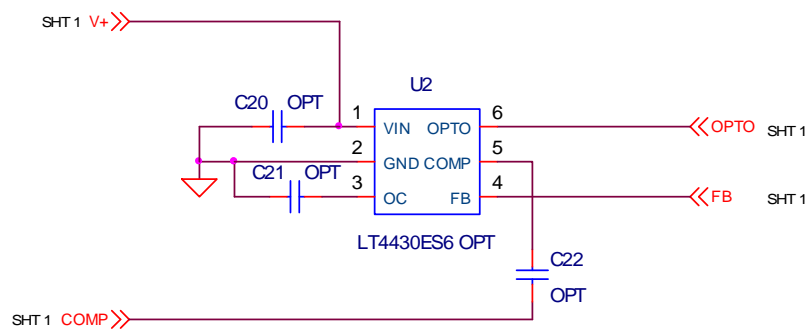 SHT 1 V+
U2
C20 OPT
1 VIN OPTO 6 OPTO SHT 1
2 GND COMP 5
C21 OPT
3 OC FB 4 FB SHT 1
LT4430ES6 OPT
C22
OPT
SHT 1 COMP